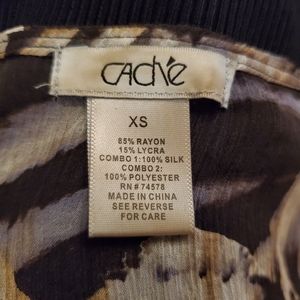 CACHÉ
XS
85% RAYON
15% LYCRA
COMBO 1:100% SILK
COMBO 2:
100% POLYESTER
RN# 74578
MADE IN CHINA
SEE REVERSE
FOR CARE